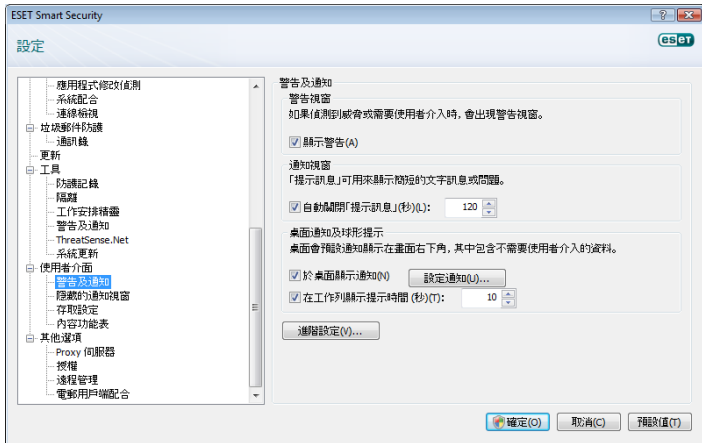 ESET Smart Security
設定
eseT
應用程式修改偵測
系統配合
連線檢視
垃圾郵件防護
通訊錄
更新
工具
防護記錄
隔離
工作安排精靈
警告及通知
ThreatSense.Net
系統更新
使用者介面
警告及通知
隱藏的通知視窗
存取設定
內容功能表
其他選項
Proxy 伺服器
授權
遠程管理
電郵用戶端配合
警告及通知
警告視窗
如果偵測到威脅或需要使用者介入時, 會出現警告視窗。
顯示警告(A)
通知視窗
「提示訊息」可用來顯示簡短的文字訊息或問題。
自動關閉「提示訊息」(秒)(L): 120
桌面通知及球形提示
桌面會預設通知顯示在畫面右下角, 其中包含不需要使用者介入的資料。
於桌面顯示通知(N) 設定通知(U)...
在工作列顯示提示時間 (秒)(T): 10
進階設定(V)...
確定(O) 取消(C) 預設值(T)